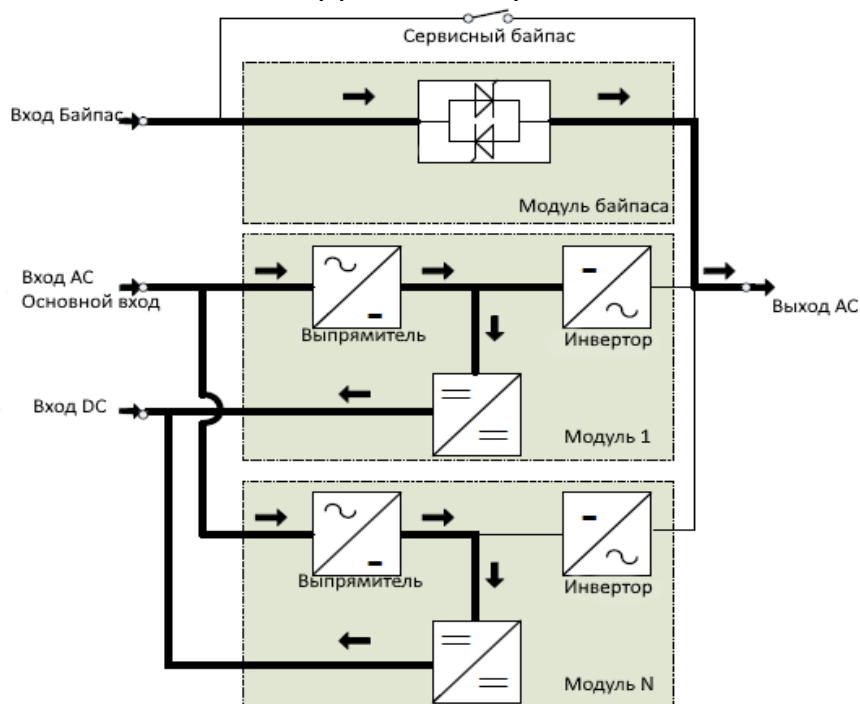 Сервисный байпас
Вход Байпас
Модуль байпаса
Вход АС
Основной вход
Выпрямитель
Инвертор
Выход АС
Вход DC
Модуль 1
Выпрямитель
Инвертор
Модуль N